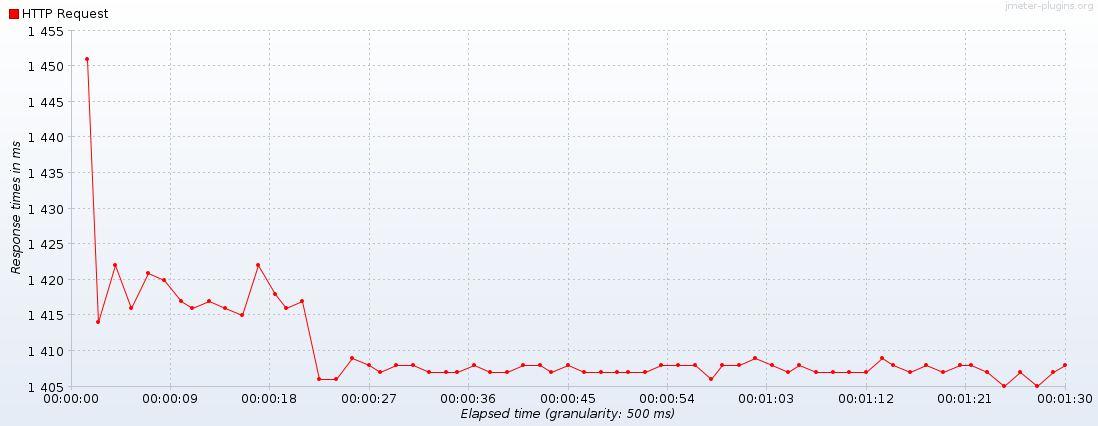 jmeter-plugins.org
HTTP Request
1 455
1 450
1 445
1 440
1 435
1 430
1 425
1 420
1 415
1 410
1 405
Response times in ms
00:00:00 00:00:09 00:00:18 00:00:27 00:00:36 00:00:45 00:00:54 00:01:03 00:01:12 00:01:21 00:01:30
Elapsed time (granularity: 500 ms)